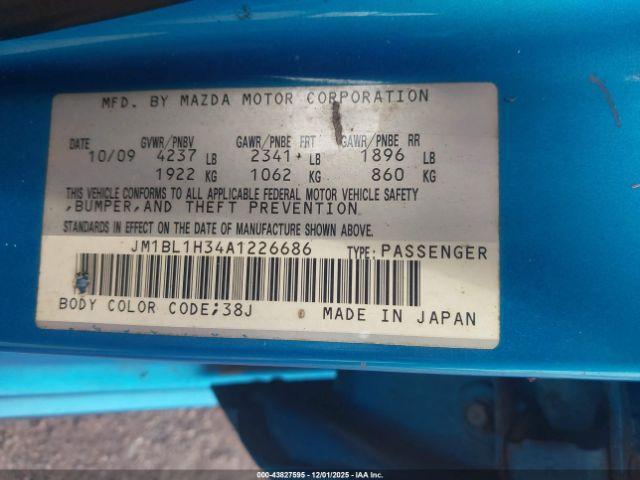 MFD. BY MAZDA MOTOR CORPORATION
DATE GVWR/PNBV GAWR/PNBE FRT GAWR/PNBE RR
10/09 4237 LB 2341 LB 1896 LB
1922 KG 1062 KG 860 KG
THIS VEHICLE CONFORMS TO ALL APPLICABLE FEDERAL MOTOR VEHICLE SAFETY
,BUMPER,AND THEFT PREVENTION
STANDARDS IN EFFECT ON THE DATE OF MANUFACTURE SHOWN ABOVE.
JM1BL1H34A1226686 TYPE:PASSENGER
BODY COLOR CODE;38J MADE IN JAPAN
000-43827595 - 12/01/2025 - IAA Inc.